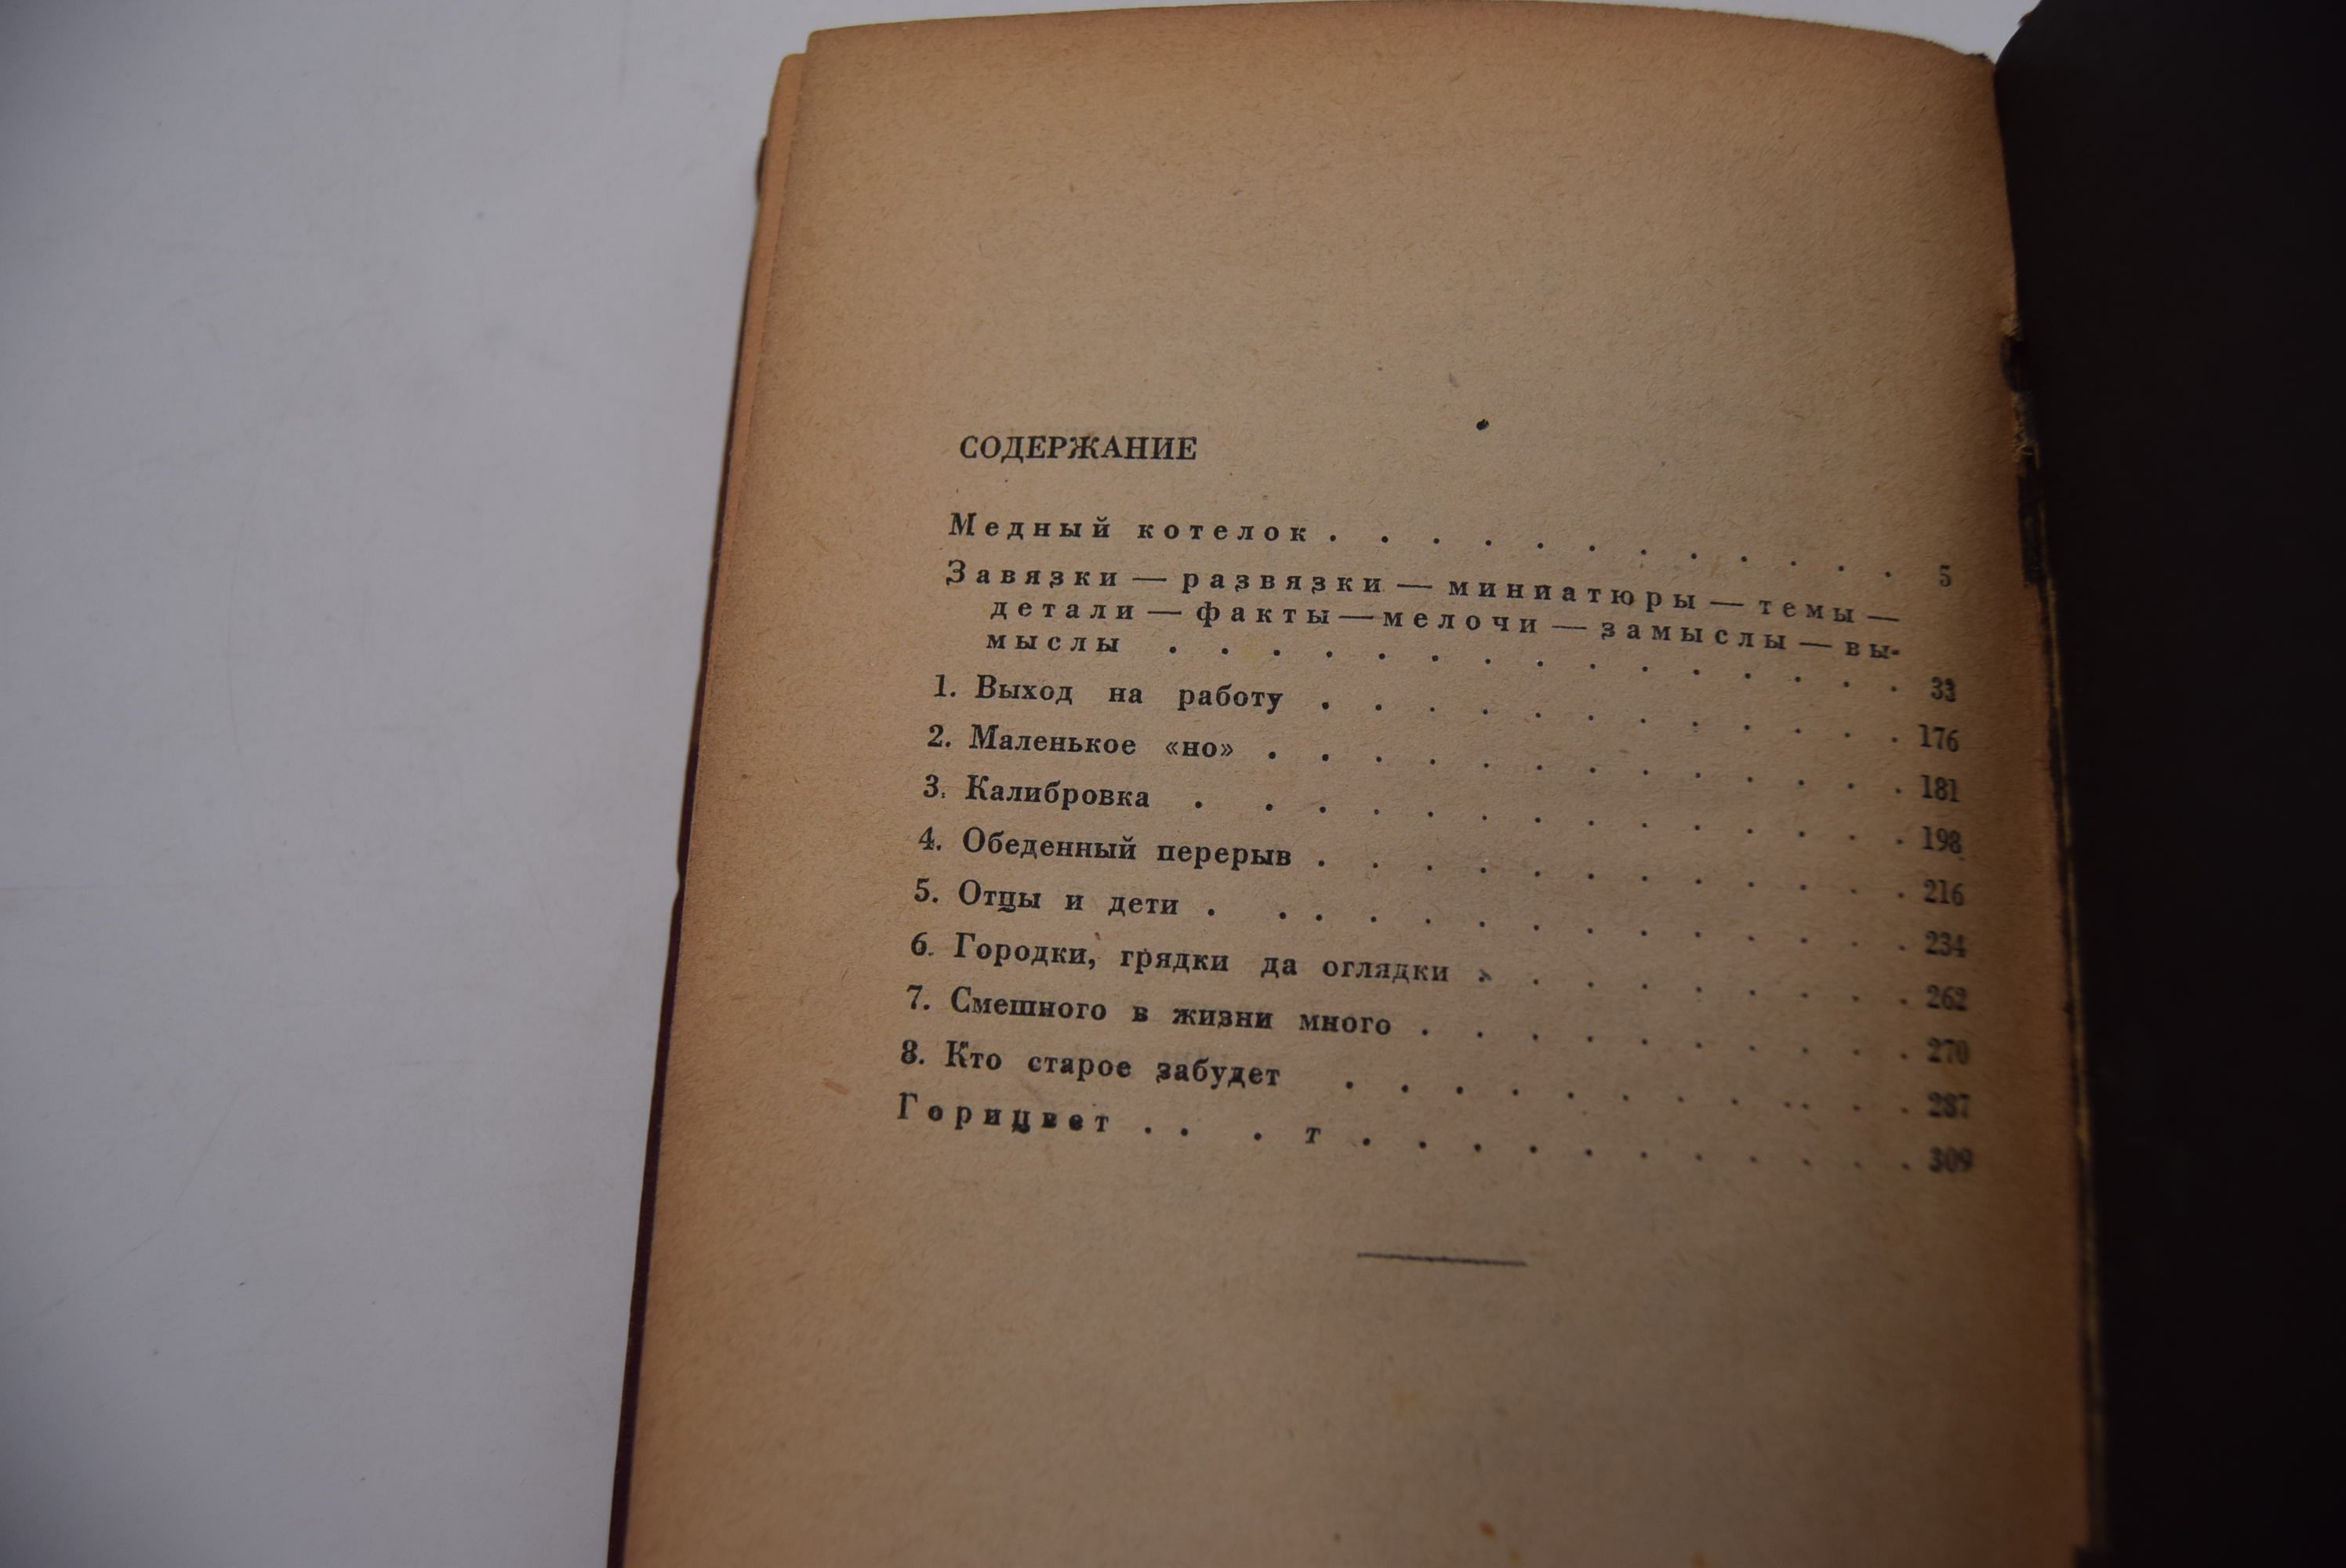 СОДЕРЖАНИЕ
Медный котелок . . . . . . . . . . . . 5
Завязки — развязки — миниатюры — темы —
детали — факты — мелочи — замыслы — вы-
мыслы . . . . . . . . . . . . . . . 33
1. Выход на работу . . . . . . . . . . . . 176
2. Маленькое «но» . . . . . . . . . . . . . 181
3. Калибровка . . . . . . . . . . . . . . 198
4. Обеденный перерыв . . . . . . . . . . . . 216
5. Отцы и дети . . . . . . . . . . . . . . 234
6. Городки, грядки да оглядки . . . . . . . . . 262
7. Смешного в жизни много . . . . . . . . . . 270
8. Кто старое забудет . . . . . . . . . . . . 287
Горицвет . . . т . . . . . . . . . . . 309